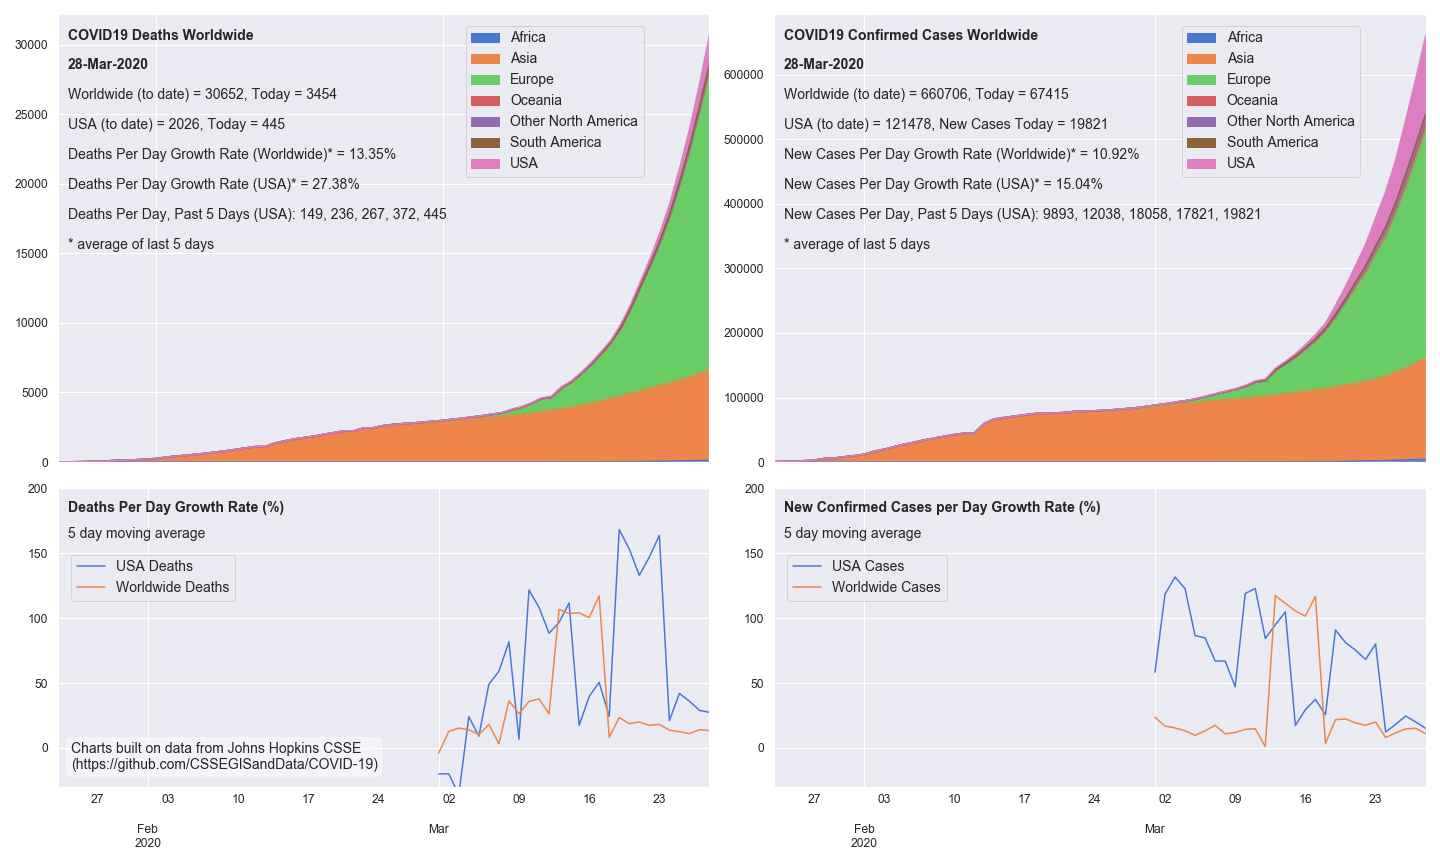 COVID19 Deaths Worldwide
28-Mar-2020
Worldwide (to date) = 30652, Today = 3454
USA (to date) = 2026, Today = 445
Deaths Per Day Growth Rate (Worldwide)* = 13.35%
Deaths Per Day Growth Rate (USA)* = 27.38%
Deaths Per Day, Past 5 Days (USA): 149, 236, 267, 372, 445
* average of last 5 days
Africa
Asia
Europe
Oceania
Other North America
South America
USA
30000
25000
20000
15000
10000
5000
0
COVID19 Confirmed Cases Worldwide
28-Mar-2020
Worldwide (to date) = 660706, Today = 67415
USA (to date) = 121478, New Cases Today = 19821
New Cases Per Day Growth Rate (Worldwide)* = 10.92%
New Cases Per Day Growth Rate (USA)* = 15.04%
New Cases Per Day, Past 5 Days (USA): 9893, 12038, 18058, 17821, 19821
* average of last 5 days
Africa
Asia
Europe
Oceania
Other North America
South America
USA
600000
500000
400000
300000
200000
100000
0
Deaths Per Day Growth Rate (%)
5 day moving average
USA Deaths
Worldwide Deaths
200
150
100
50
0
Charts built on data from Johns Hopkins CSSE
(https://github.com/CSSEGISandData/COVID-19)
27 03 10 17 24 02 09 16 23
Feb Mar
2020
New Confirmed Cases per Day Growth Rate (%)
5 day moving average
USA Cases
Worldwide Cases
200
150
100
50
0
27 03 10 17 24 02 09 16 23
Feb Mar
2020